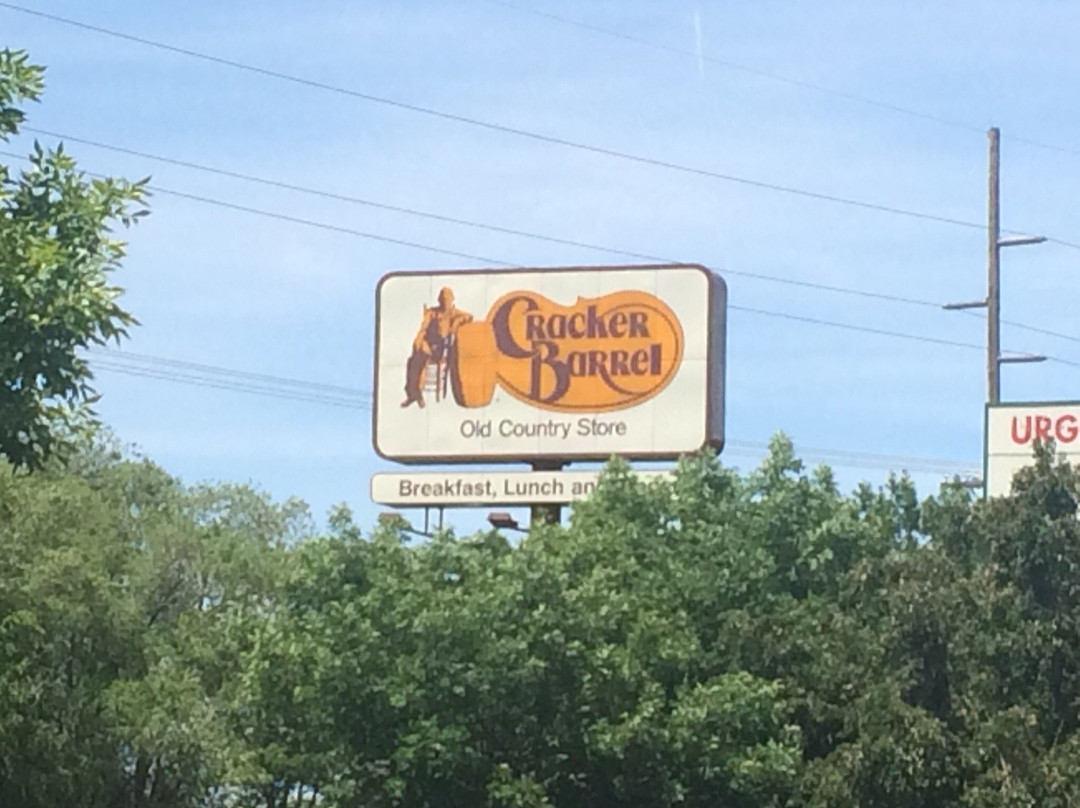 Cracker
Barrel
Old Country Store
Breakfast, Lunch an
URG